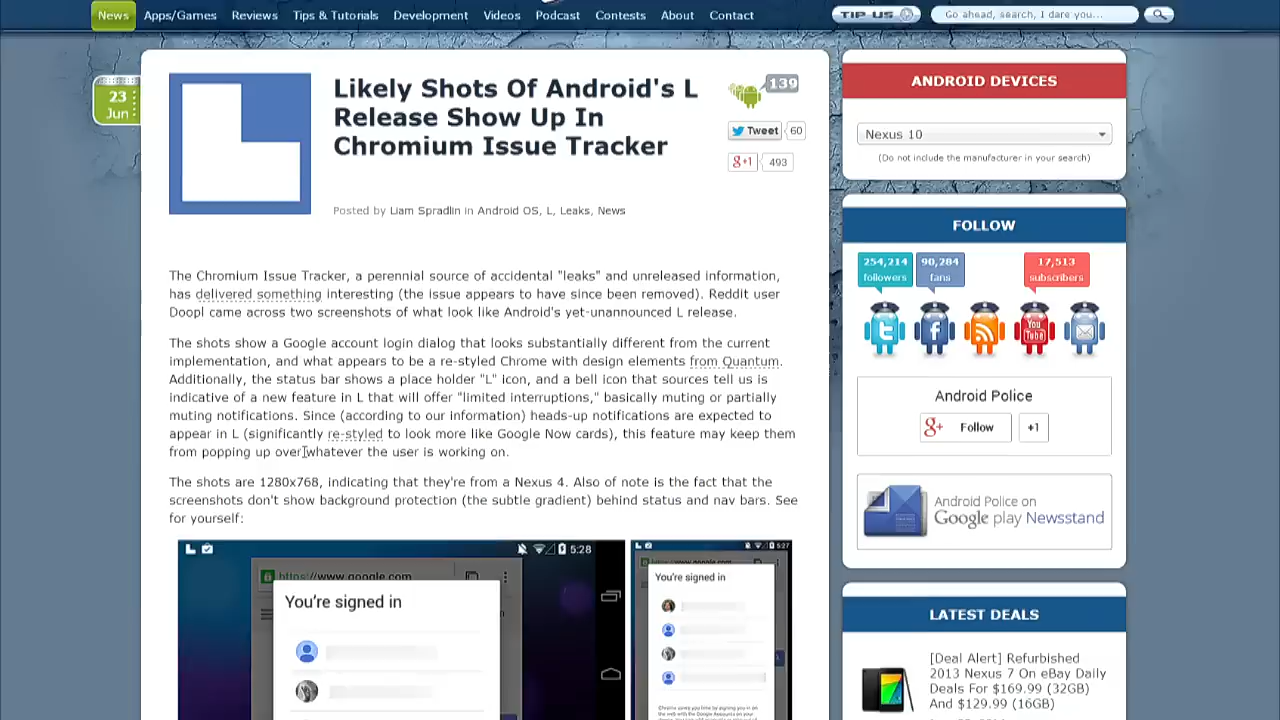 News Apps/Games Reviews Tips & Tutorials Development Videos Podcast Contests About Contact
TIP US
Go ahead, search, I dare you...
23
Jun
Likely Shots Of Android's L
Release Show Up In
Chromium Issue Tracker
139
Tweet 60
g+1 493
Posted by Liam Spradlin in Android OS, L, Leaks, News
The Chromium Issue Tracker, a perennial source of accidental "leaks" and unreleased information,
has delivered something interesting (the issue appears to have since been removed). Reddit user
Doopl came across two screenshots of what look like Android's yet-unannounced L release.
The shots show a Google account login dialog that looks substantially different from the current
implementation, and what appears to be a re-styled Chrome with design elements from Quantum.
Additionally, the status bar shows a place holder "L" icon, and a bell icon that sources tell us is
indicative of a new feature in L that will offer "limited interruptions," basically muting or partially
muting notifications. Since (according to our information) heads-up notifications are expected to
appear in L (significantly re-styled to look more like Google Now cards), this feature may keep them
from popping up over whatever the user is working on.
The shots are 1280x768, indicating that they're from a Nexus 4. Also of note is the fact that the
screenshots don't show background protection (the subtle gradient) behind status and nav bars. See
for yourself:
5:28
https://www.google.com
You're signed in
5:27
You're signed in
ANDROID DEVICES
Nexus 10
(Do not include the manufacturer in your search)
FOLLOW
254,214
followers
90,284
fans
17,513
subscribers
You
Tube
Android Police
g+ Follow +1
Android Police on
Google play Newsstand
LATEST DEALS
[Deal Alert] Refurbished
2013 Nexus 7 On eBay Daily
Deals For $169.99 (32GB)
And $129.99 (16GB)